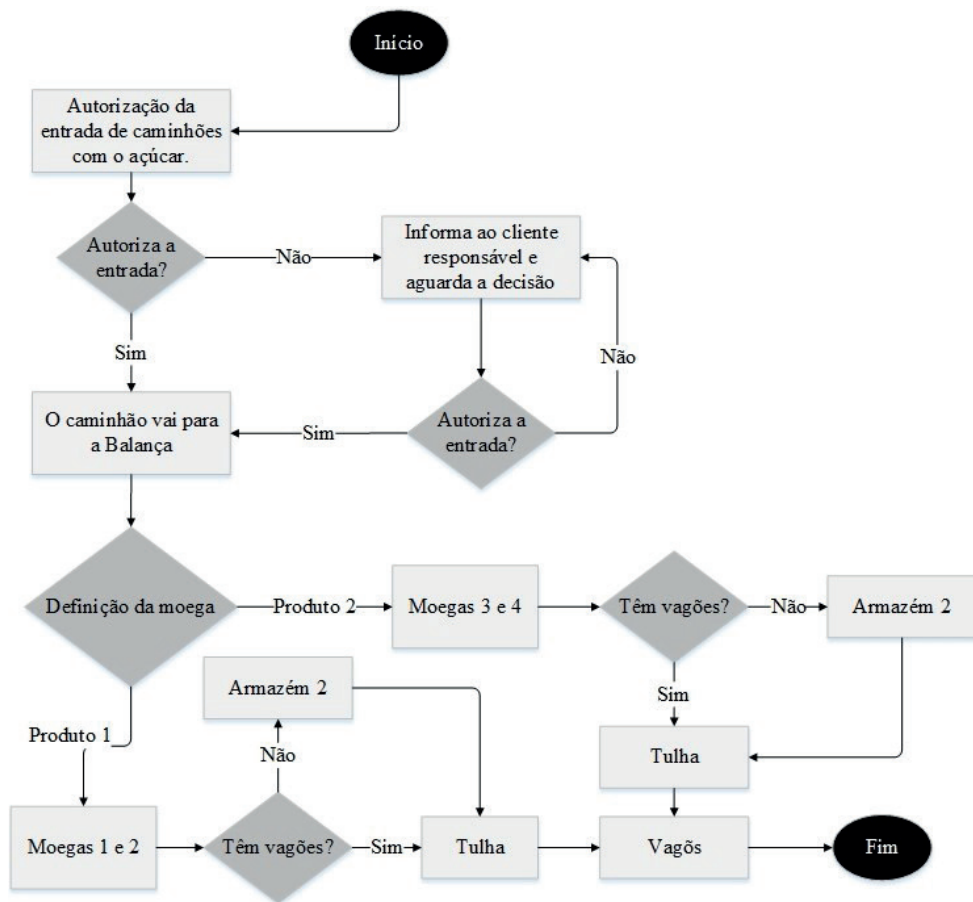 Início
Autorização da
entrada de caminhões
com o açúcar.
Autoriza a
entrada?
Não
Informa ao cliente
responsável e
aguarda a decisão
Sim
Não
O caminhão vai para
a Balança
Sim
Autoriza a
entrada?
Definição da moega
Produto 2
Moegas 3 e 4
Têm vagões?
Não
Armazém 2
Sim
Armazém 2
Produto 1
Não
Tulha
Moegas 1 e 2
Têm vagões?
Sim
Tulha
Vagõs
Fim